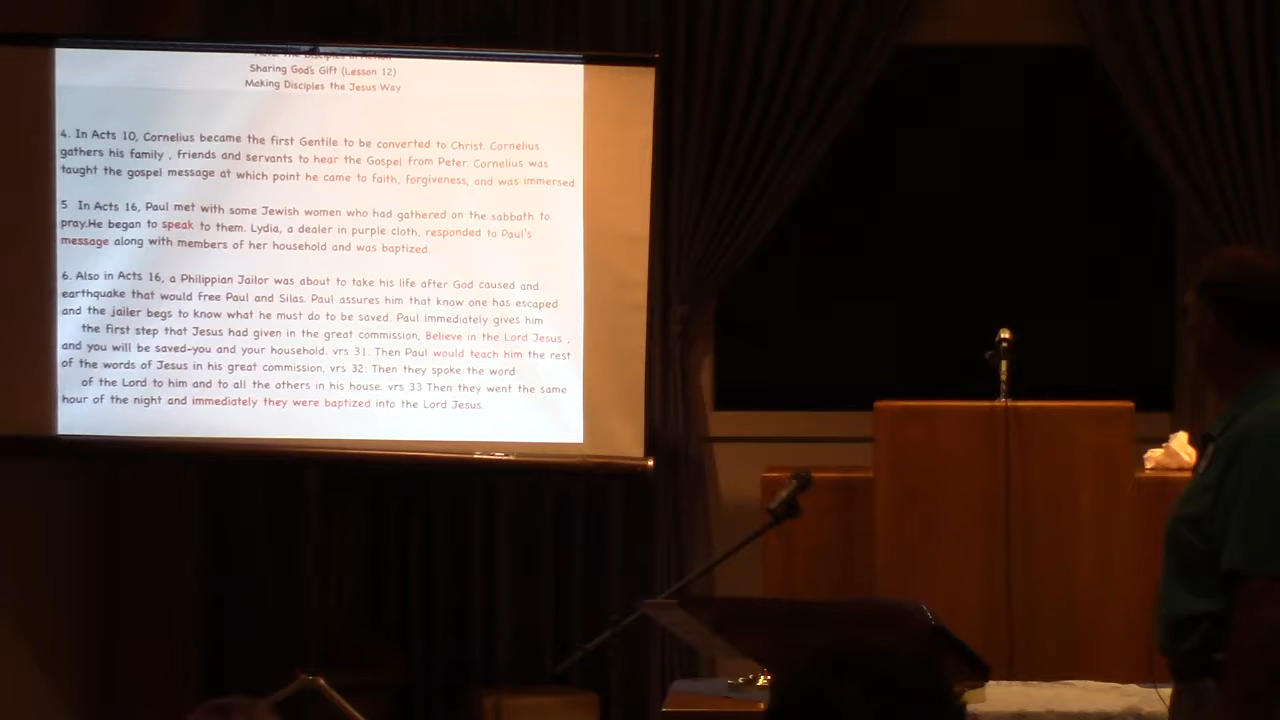 Sharing God's Gift (Lesson 12)
Making Disciples the Jesus Way
4. In Acts 10, Cornelius became the first Gentile to be converted to Christ. Cornelius
gathers his family , friends and servants to hear the Gospel from Peter. Cornelius was
taught the gospel message at which point he came to faith, forgiveness, and was immersed
5 In Acts 16, Paul met with some Jewish women who had gathered on the sabbath to
pray.He began to speak to them. Lydia, a dealer in purple cloth, responded to Paul's
message along with members of her household and was baptized.
6. Also in Acts 16, a Philippian Jailor was about to take his life after God caused and
earthquake that would free Paul and Silas. Paul assures him that know one has escaped
and the jailer begs to know what he must do to be saved. Paul immediately gives him
the first step that Jesus had given in the great commission, Believe in the Lord Jesus ,
and you will be saved-you and your household. vrs 31. Then Paul would teach him the rest
of the words of Jesus in his great commission, vrs 32: Then they spoke the word
of the Lord to him and to all the others in his house. vrs 33 Then they went the same
hour of the night and immediately they were baptized into the Lord Jesus.